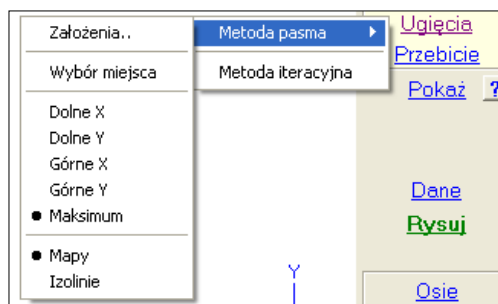 Założenia..
Wybór miejsca
Dolne X
Dolne Y
Górne X
Górne Y
Maksimum
Mapy
Izolinie
Metoda pasma
Metoda iteracyjna
Ugięcia
Przebicie
Pokaż ?
Dane
Rysuj
Osie
Y